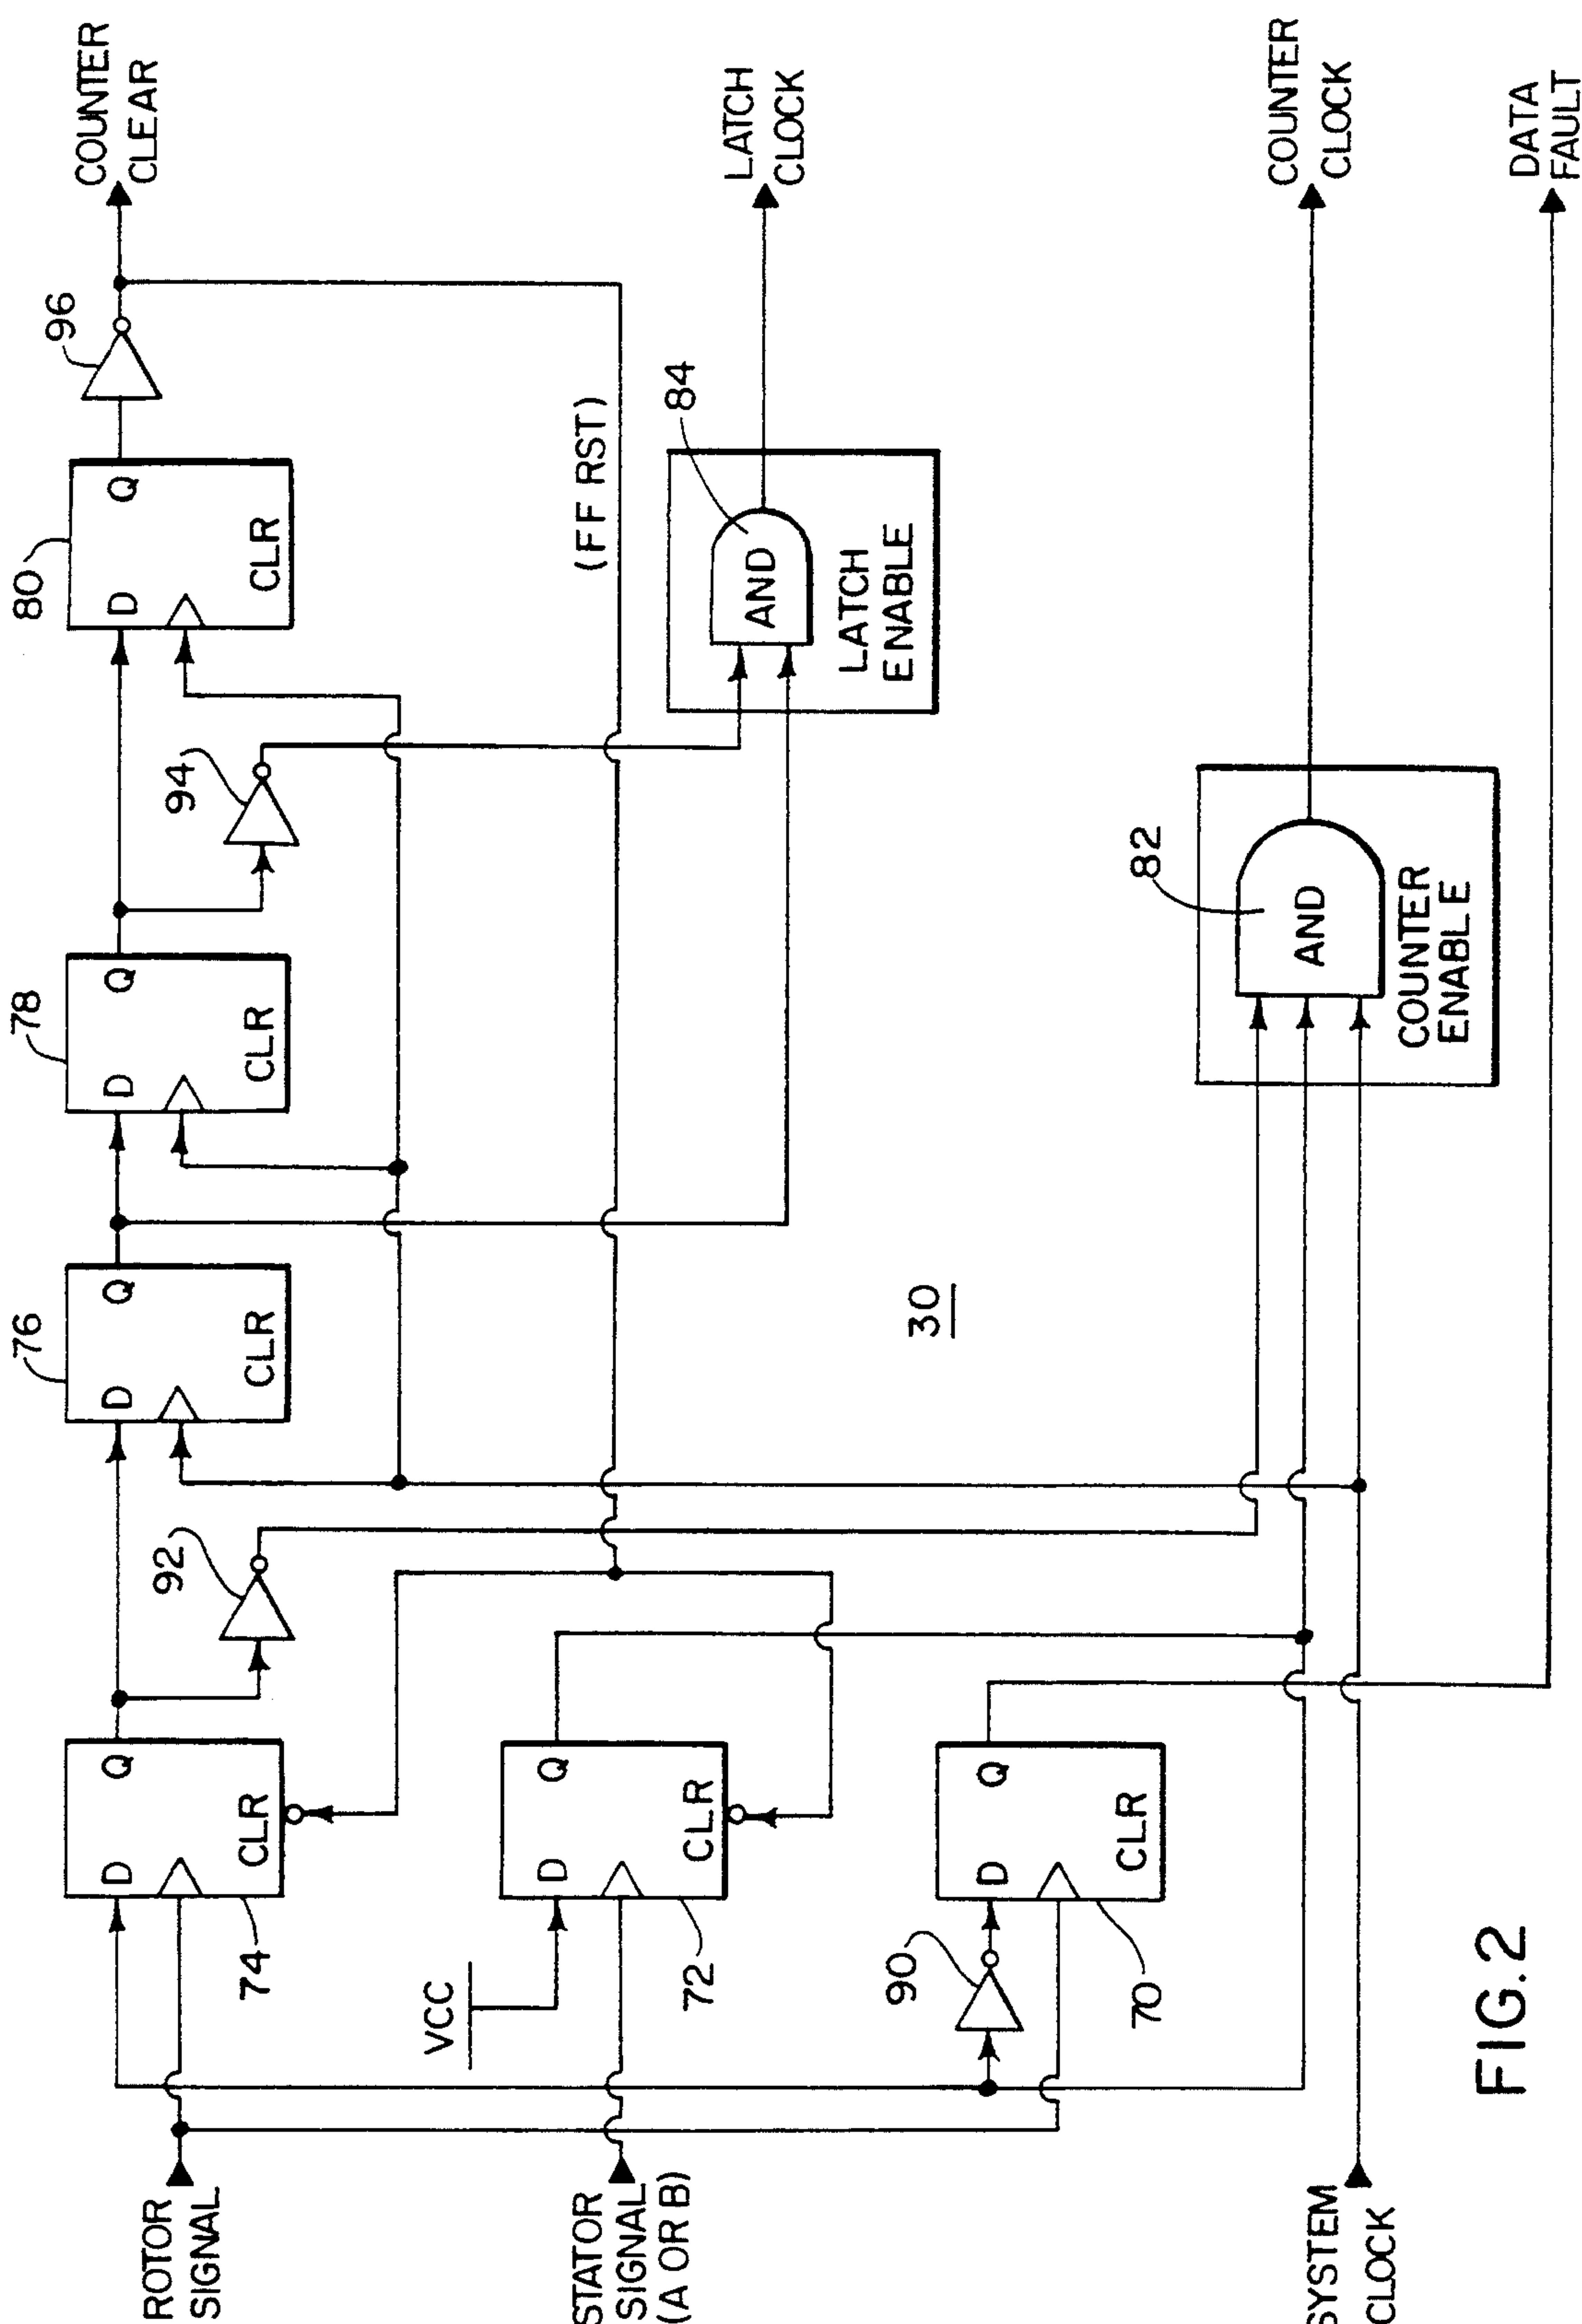 ROTOR
SIGNAL
STATOR
SIGNAL
(A OR B)
SYSTEM
CLOCK
VCC
74
D
Q
CLR
72
D
Q
CLR
90
70
D
Q
CLR
92
76
D
Q
CLR
78
D
Q
CLR
94
80
D
Q
CLR
96
(FF RST)
84
AND
LATCH
ENABLE
82
AND
COUNTER
ENABLE
30
COUNTER
CLEAR
LATCH
CLOCK
COUNTER
CLOCK
DATA
FAULT
FIG. 2